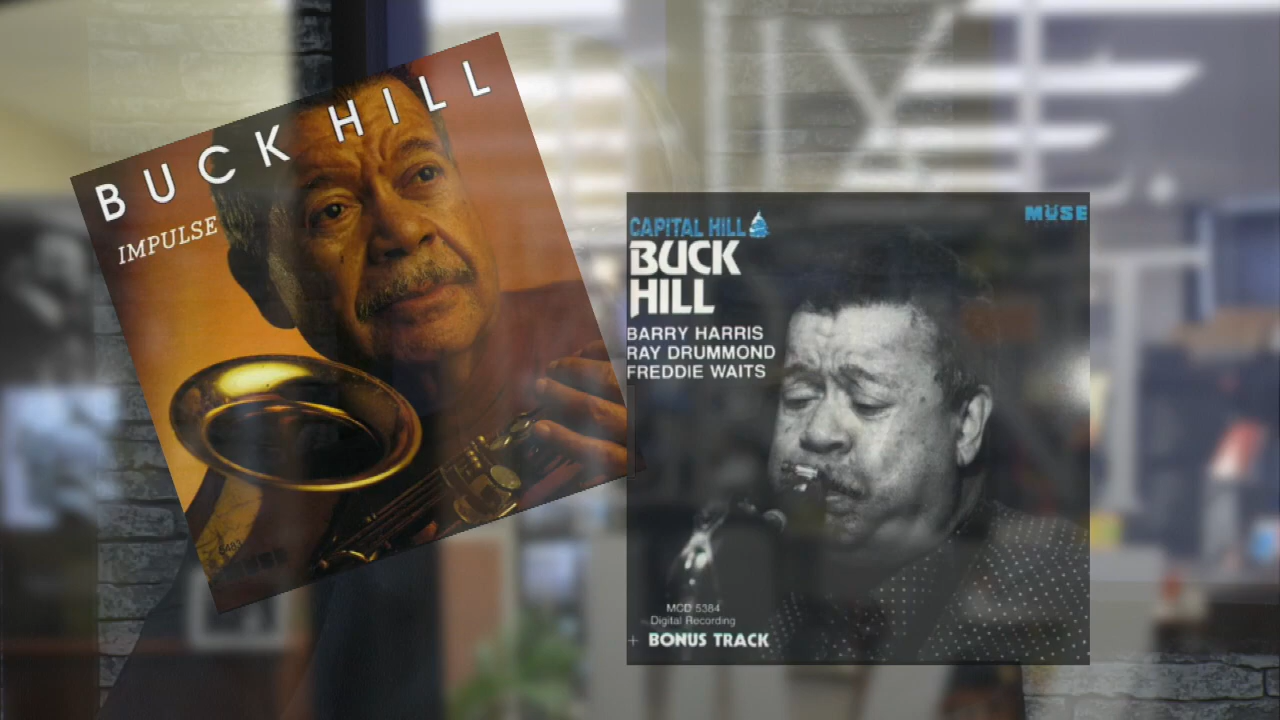 BUCK HILL
IMPULSE
5483
CAPITAL HILL
MUSE
BUCK
HILL
BARRY HARRIS
RAY DRUMMOND
FREDDIE WAITS
MCD 5384
Digital Recording
+ BONUS TRACK